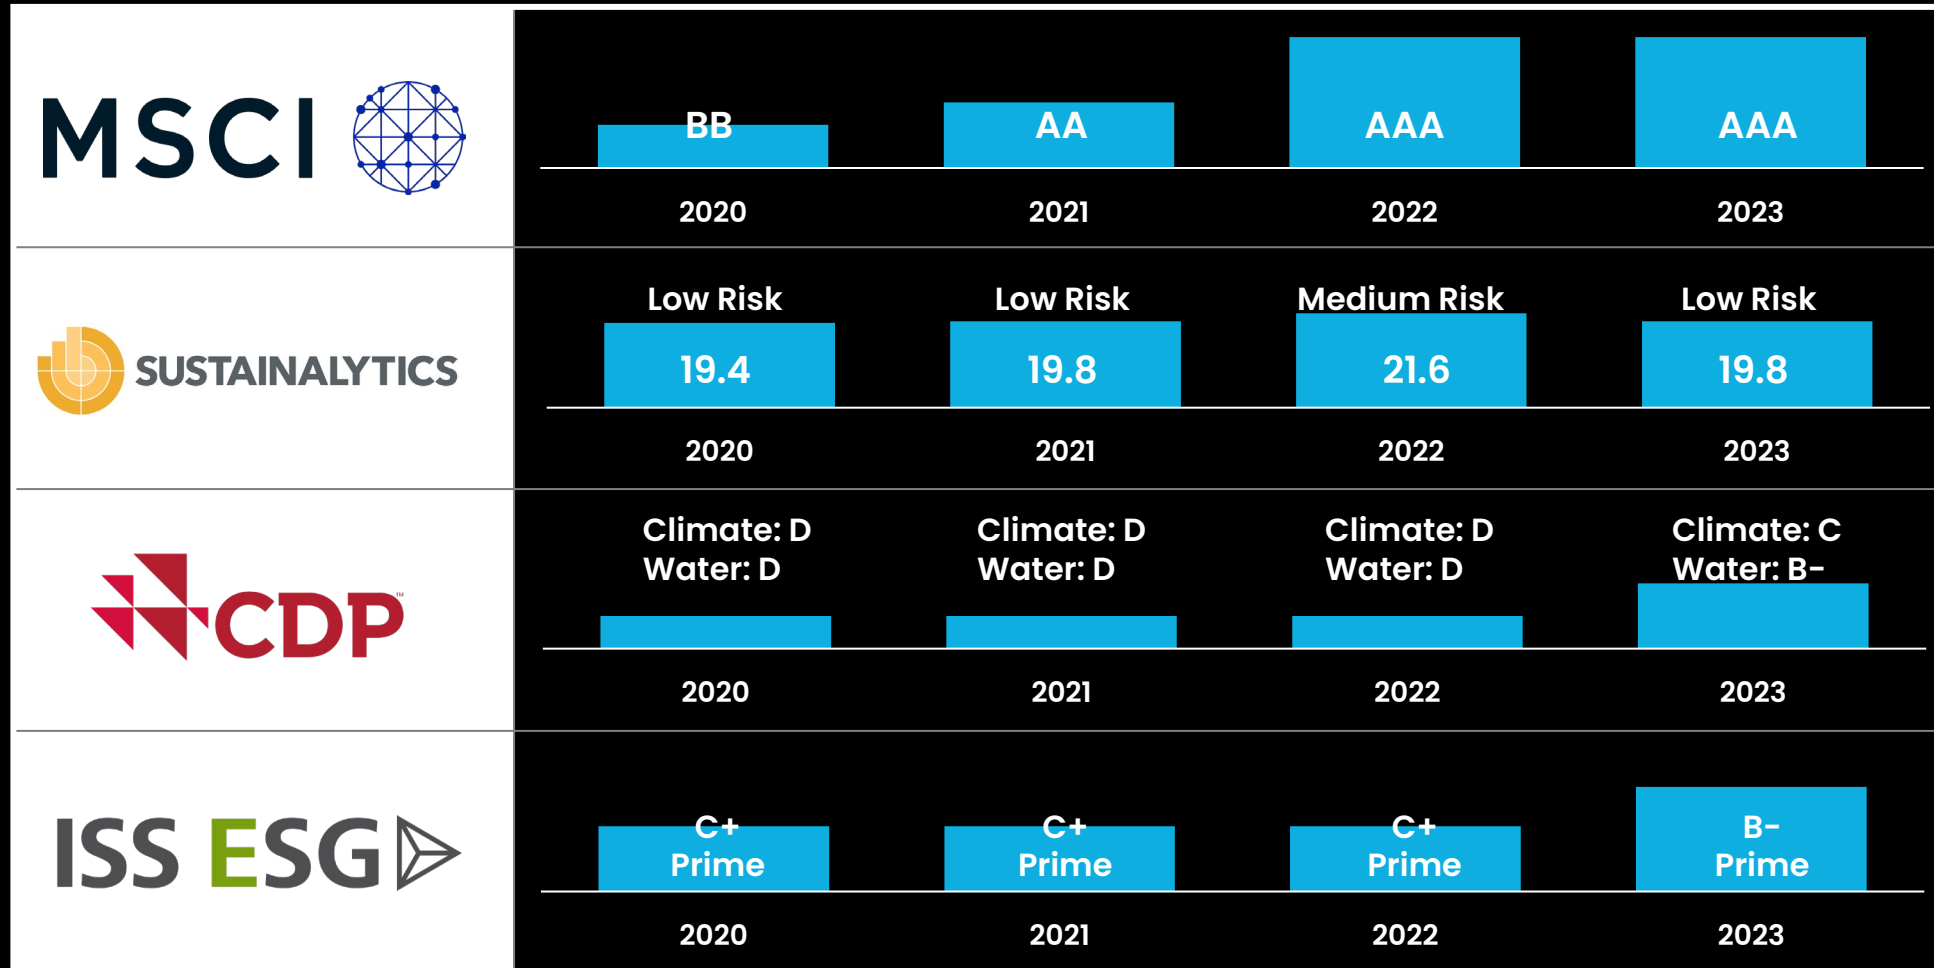 MSCI
BB
AA
AAA
AAA
2020
2021
2022
2023
SUSTAINALYTICS
Low Risk
Low Risk
Medium Risk
Low Risk
19.4
19.8
21.6
19.8
2020
2021
2022
2023
CDP™
Climate: D
Water: D
Climate: D
Water: D
Climate: D
Water: D
Climate: C
Water: B-
2020
2021
2022
2023
ISS ESG
C+
Prime
C+
Prime
C+
Prime
B-
Prime
2020
2021
2022
2023